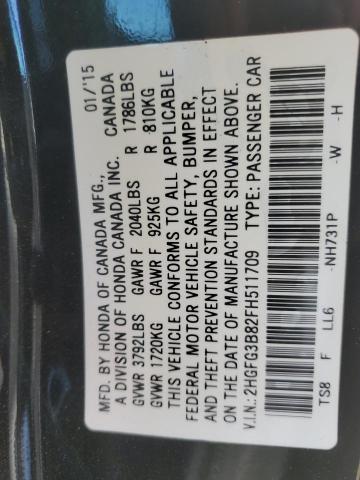 MFD. BY HONDA OF CANADA MFG., 01/'15
A DIVISION OF HONDA CANADA INC. CANADA
GVWR 3792LBS GAWR F 2040LBS R 1786LBS
GVWR 1720KG GAWR F 925KG R 810KG
THIS VEHICLE CONFORMS TO ALL APPLICABLE
FEDERAL MOTOR VEHICLE SAFETY, BUMPER,
AND THEFT PREVENTION STANDARDS IN EFFECT
ON THE DATE OF MANUFACTURE SHOWN ABOVE.
V.I.N.: 2HGFG3B82FH511709 TYPE: PASSENGER CAR
TS8 F LL6 -NH731P -W -H